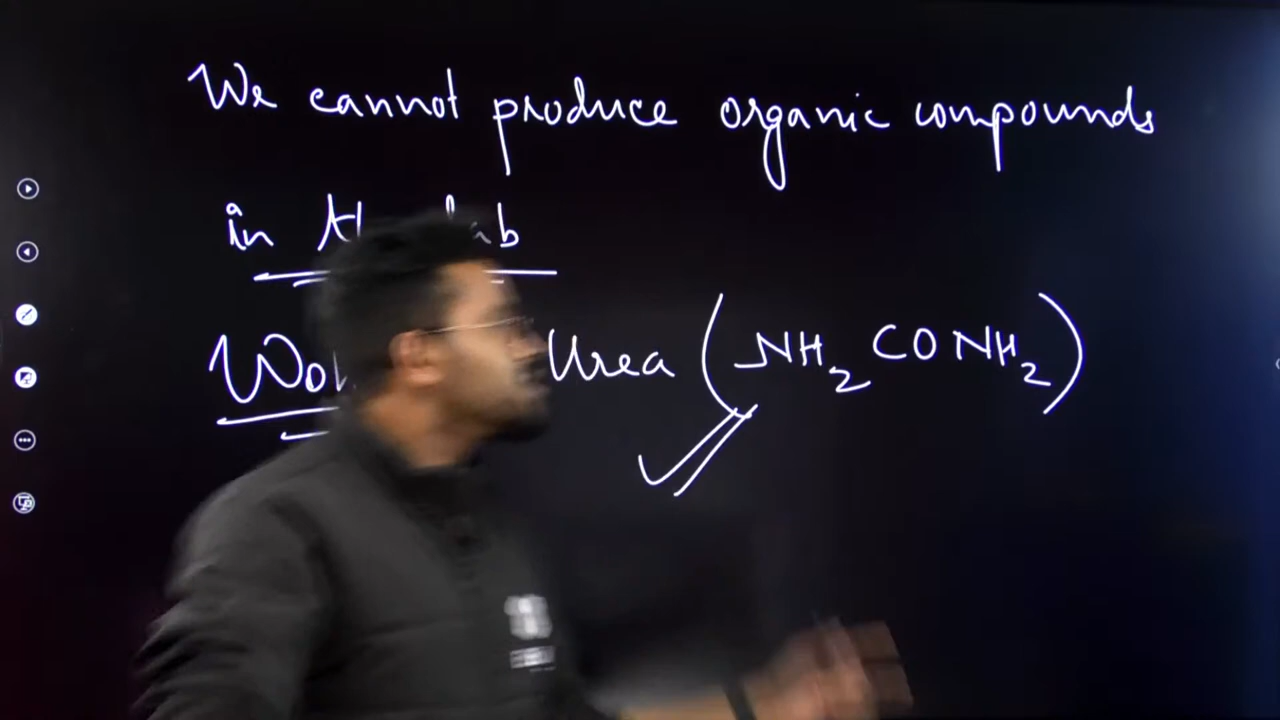 We cannot produce organic compounds
in
Urea (NH₂CONH₂)